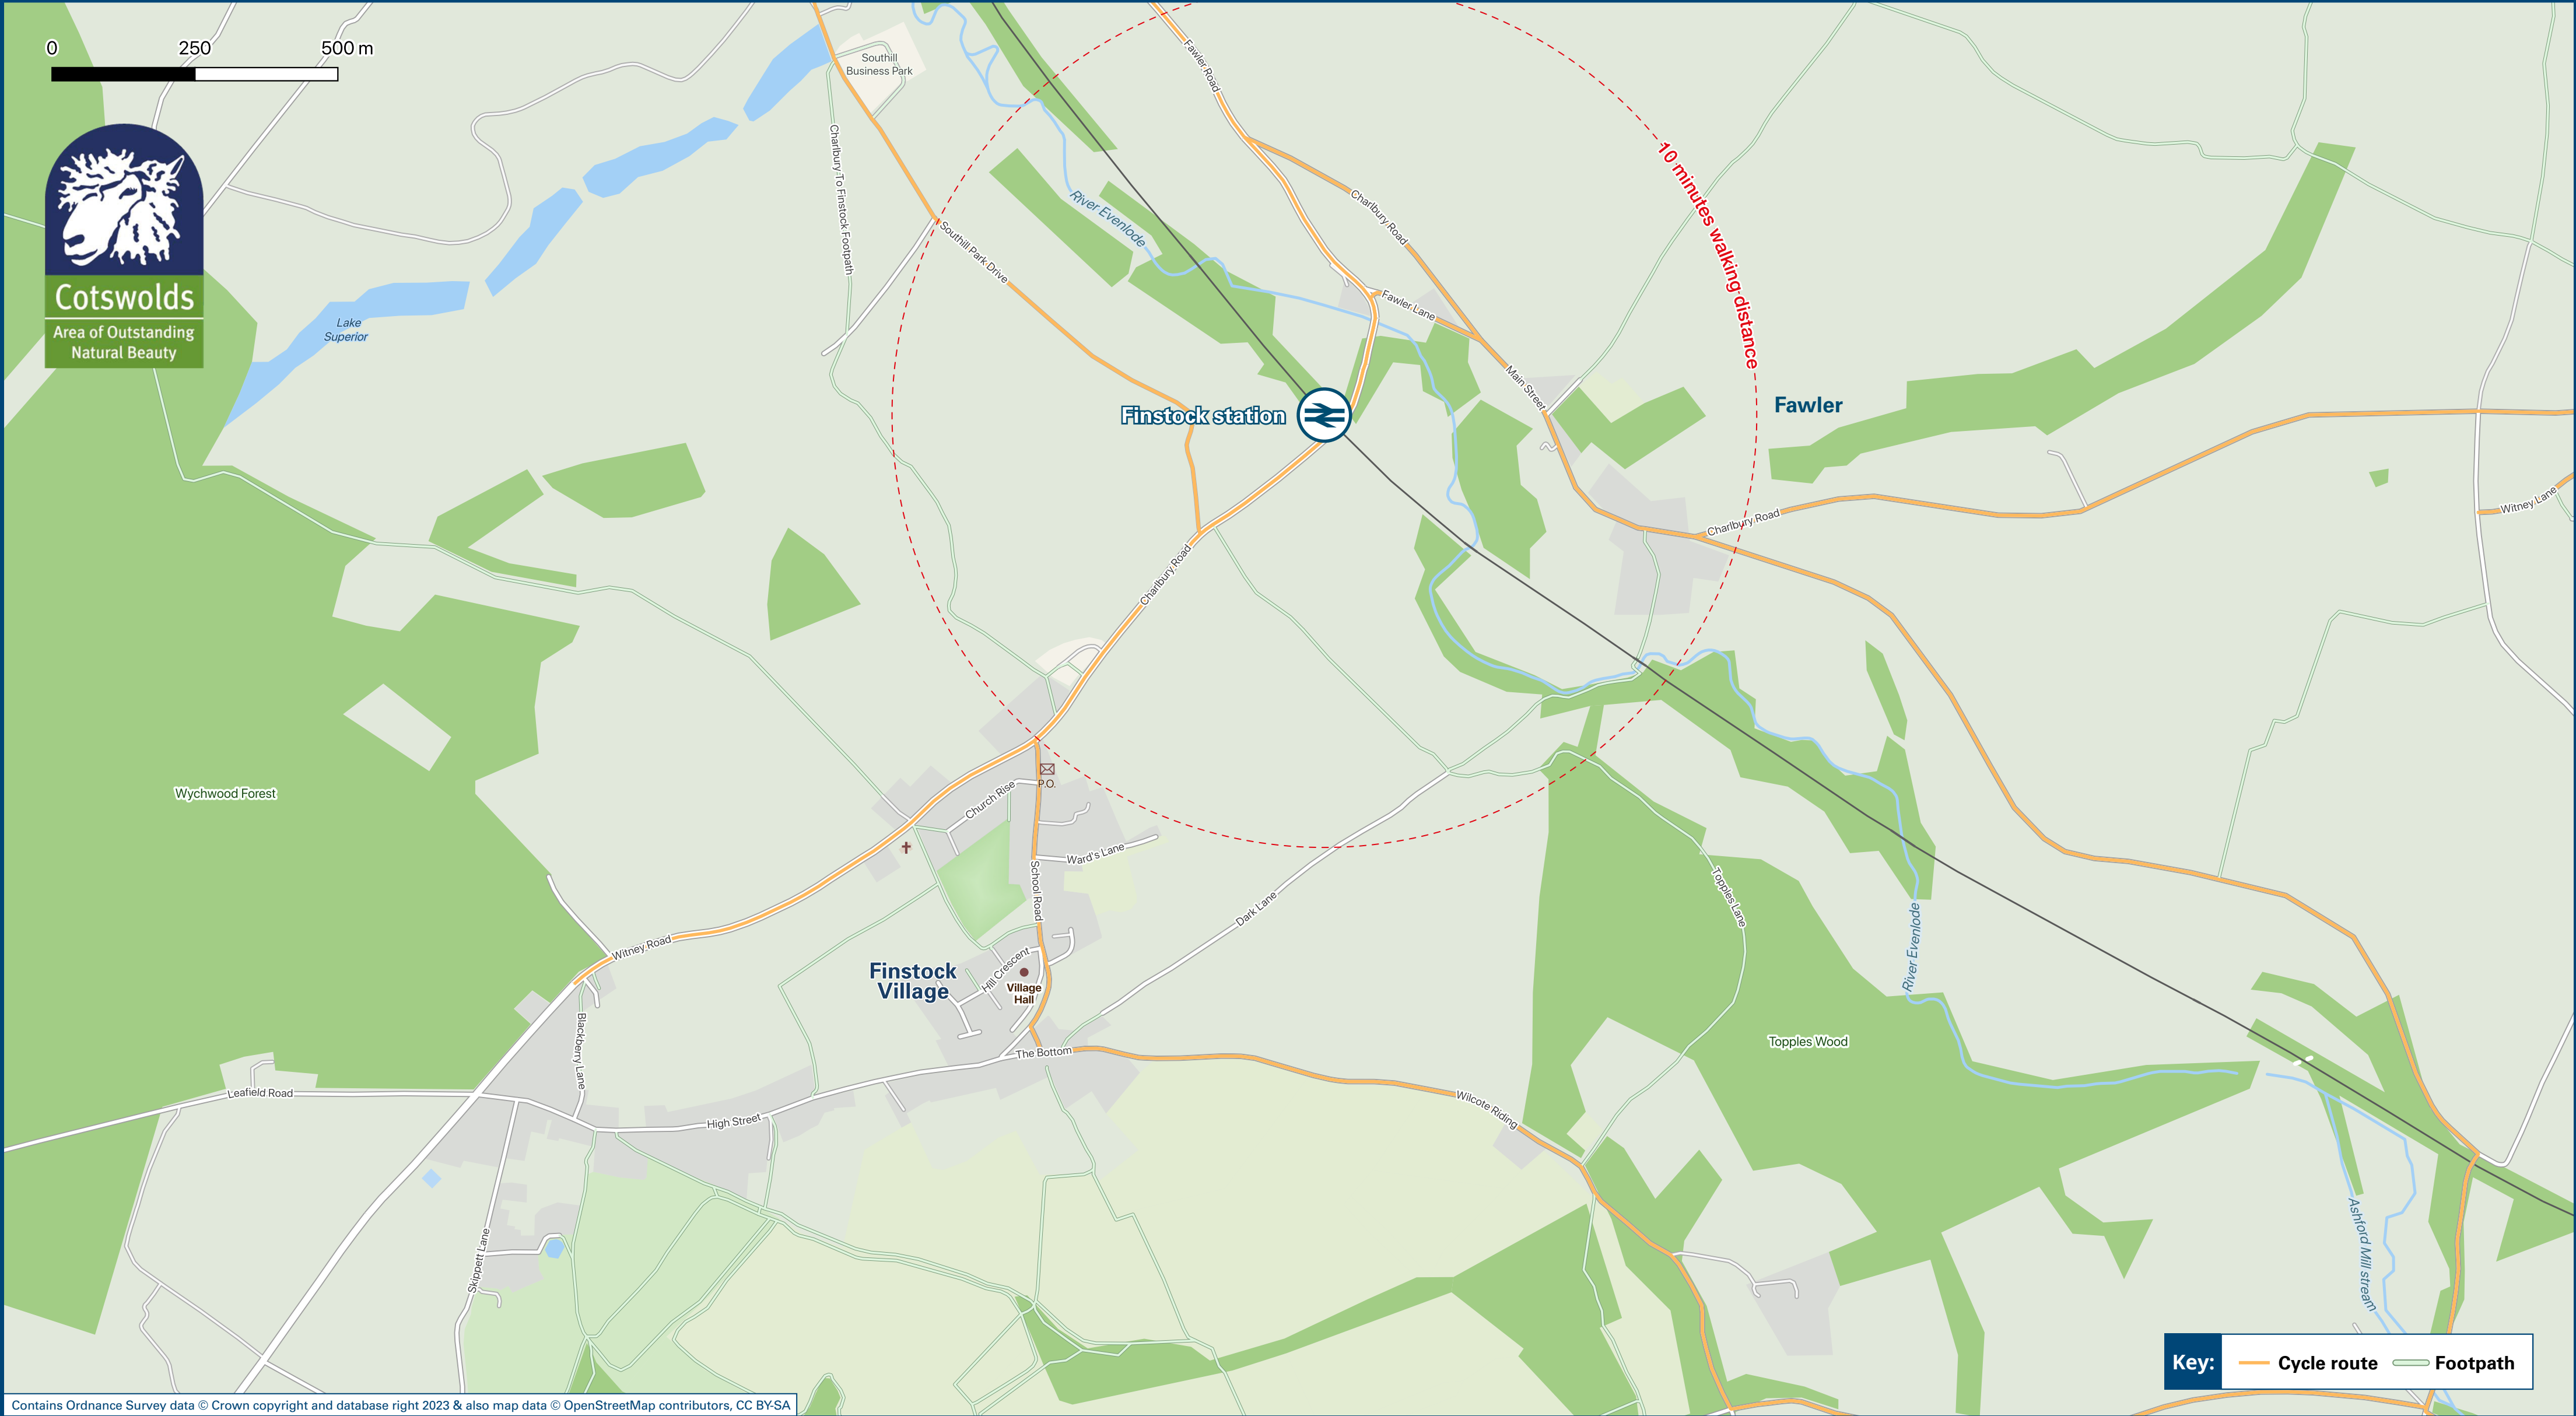 0 250 500 m
Cotswolds
Area of Outstanding
Natural Beauty
Southill
Business Park
Fawler Road
Charlbury To Finstock Footpath
10 minutes walking distance
River Evenlode
Charlbury Road
Southill Park Drive
Fawler Lane
Lake
Superior
Main Street
Finstock station
Fawler
Witney Lane
Charlbury Road
Charlbury Road
Wychwood Forest
P.O.
Church Rise
Ward's Lane
School Road
Dark Lane
Topples Lane
Witney Road
River Evenlode
Finstock
Village
Hill Crescent
Village
Hall
Blackberry Lane
The Bottom
Topples Wood
Leafield Road
High Street
Wilcote Riding
Skippett Lane
Ashford Mill stream
Key: Cycle route Footpath
Contains Ordnance Survey data © Crown copyright and database right 2023 & also map data © OpenStreetMap contributors, CC BY-SA